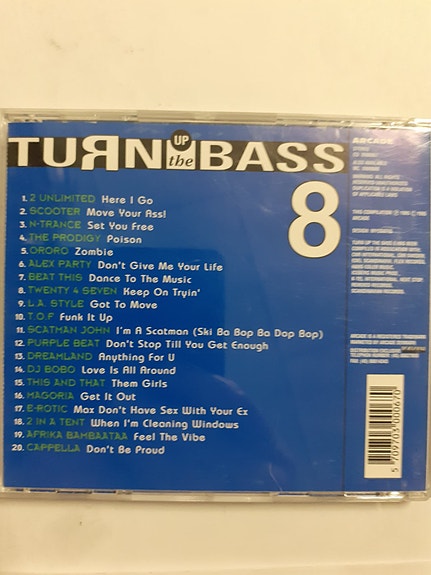 TUЯN UP the BASS
8
1. 2 UNLIMITED Here I Go
2. SCOOTER Move Your Ass!
3. N-TRANCE Set You Free
4. THE PRODIGY Poison
5. ORORO Zombie
6. ALEX PARTY Don't Give Me Your Life
7. BEAT THIS Dance To The Music
8. TWENTY 4 SEVEN Keep On Tryin'
9. L.A. STYLE Got To Move
10. T.O.F Funk It Up
11. SCATMAN JOHN I'm A Scotman (Ski Ba Bop Ba Dop Bop)
12. PURPLE BEAT Don't Stop Till You Get Enough
13. DREAMLAND Anything For U
14. DJ BOBO Love Is All Around
15. THIS AND THAT Them Girls
16. MAGORIA Get It Out
17. E-ROTIC Max Don't Have Sex With Your Ex
18. 2 IN A TENT When I'm Cleaning Windows
19. AFRIKA BAMBAATAA Feel The Vibe
20. CAPPELLA Don't Be Proud
ARCADE
5 709703 000670